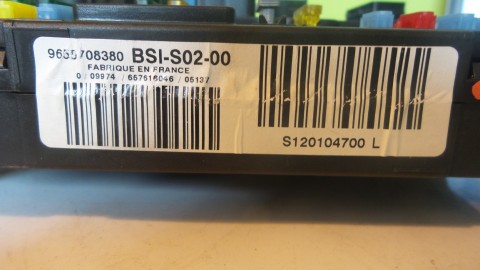 9655708380 BSI-S02-00
FABRIQUE EN FRANCE
0 / 09974 / 657516046 / 05137
S120104700 L